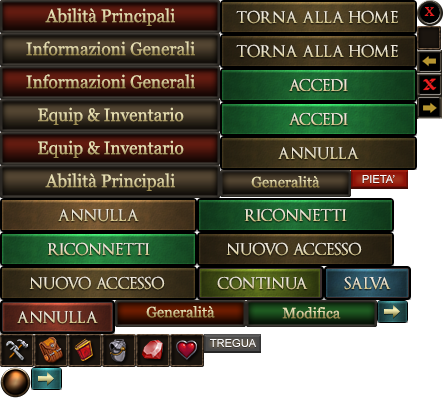 Abilità Principali
TORNA ALLA HOME
X
Informazioni Generali
TORNA ALLA HOME
Informazioni Generali
ACCEDI
X
Equip & Inventario
ACCEDI
Equip & Inventario
ANNULLA
Abilità Principali
Generalità
PIETA'
ANNULLA
RICONNETTI
RICONNETTI
NUOVO ACCESSO
NUOVO ACCESSO
CONTINUA
SALVA
ANNULLA
Generalità
Modifica
TREGUA